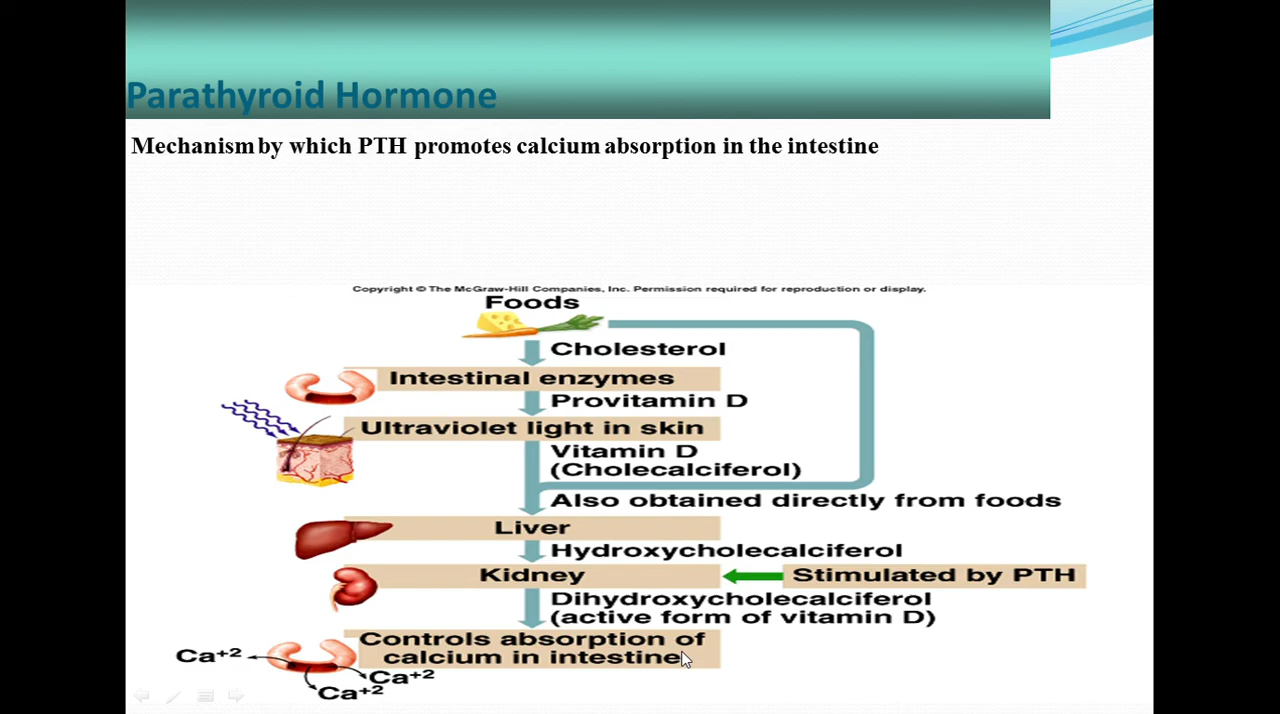 Parathyroid Hormone
Mechanism by which PTH promotes calcium absorption in the intestine
Copyright © The McGraw-Hill Companies, Inc. Permission required for reproduction or display.
Foods
Cholesterol
Intestinal enzymes
Provitamin D
Ultraviolet light in skin
Vitamin D
(Cholecalciferol)
Also obtained directly from foods
Liver
Hydroxycholecalciferol
Kidney
Stimulated by PTH
Dihydroxycholecalciferol
(active form of vitamin D)
Controls absorption of
calcium in intestine
Ca+2
Ca+2
Ca+2